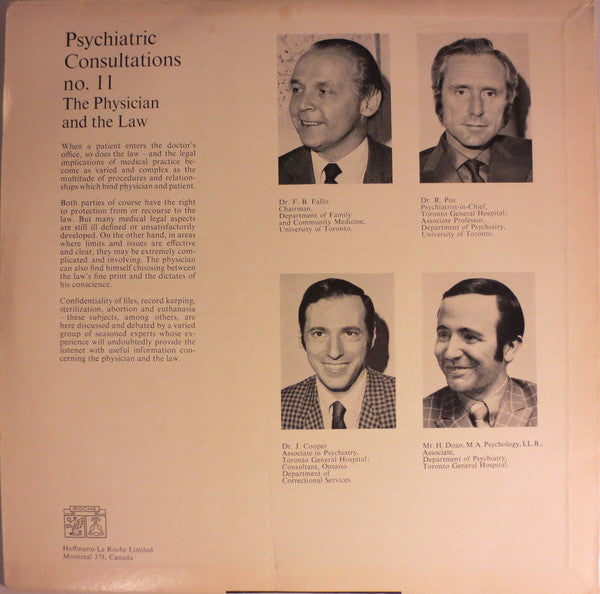 Psychiatric
Consultations
no. 11
The Physician
and the Law
When a patient enters the doctor's
office, so does the law – and the legal
implications of medical practice be-
come as varied and complex as the
multitude of procedures and relation-
ships which bind physician and patient.
Both parties of course have the right
to protection from or recourse to the
law. But many medical legal aspects
are still ill defined or unsatisfactorily
developed. On the other hand, in areas
where limits and issues are effective
and clear, they may be extremely com-
plicated and involving. The physician
can also find himself choosing between
the law's fine print and the dictates of
his conscience.
Confidentiality of files, record keeping,
sterilization, abortion and euthanasia
– these subjects, among others, are
here discussed and debated by a varied
group of seasoned experts whose ex-
perience will undoubtedly provide the
listener with useful information con-
cerning the physician and the law.
Dr. F. B. Fallis
Chairman,
Department of Family
and Community Medicine,
University of Toronto.
Dr. R. Pos
Psychiatrist-in-Chief,
Toronto General Hospital;
Associate Professor,
Department of Psychiatry,
University of Toronto.
Dr. J. Cooper
Associate in Psychiatry,
Toronto General Hospital;
Consultant, Ontario
Department of
Correctional Services.
Mr. H. Doan, M.A. Psychology, LL.B.,
Associate,
Department of Psychiatry,
Toronto General Hospital.
ROCHE
Hoffmann-La Roche Limited
Montreal 378, Canada